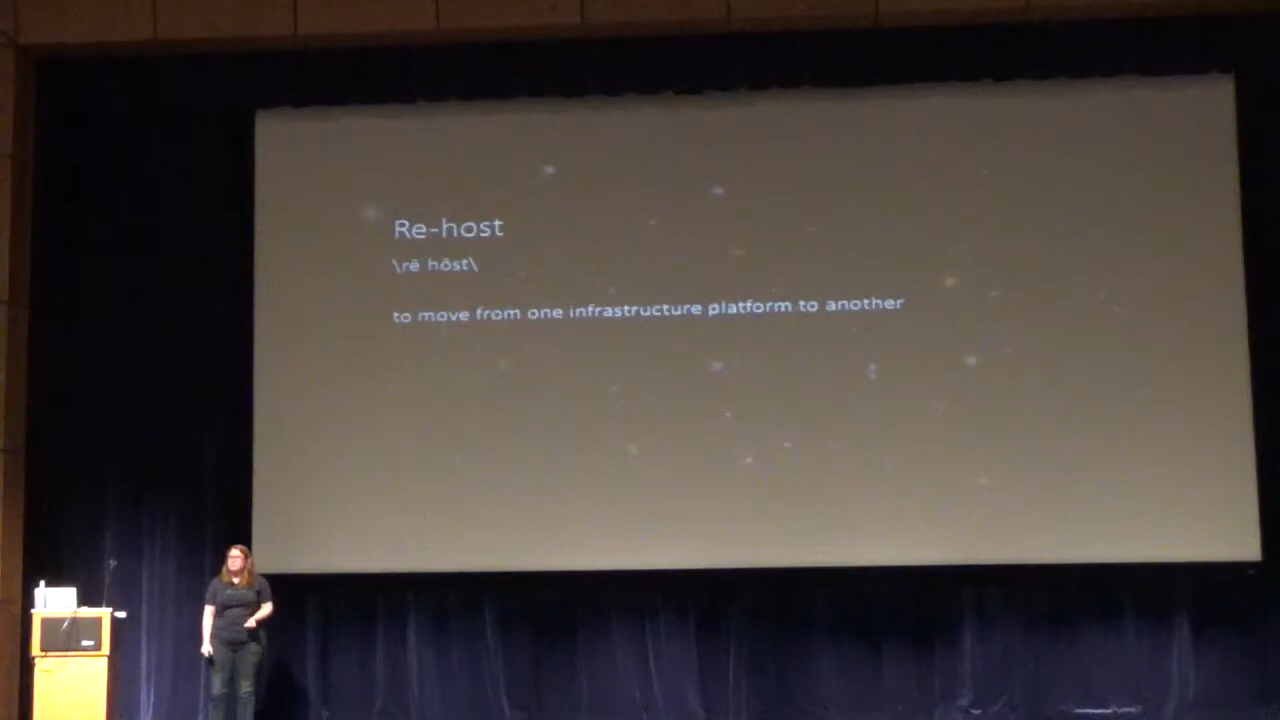 Re-host
\rē hōst\
to move from one infrastructure platform to another